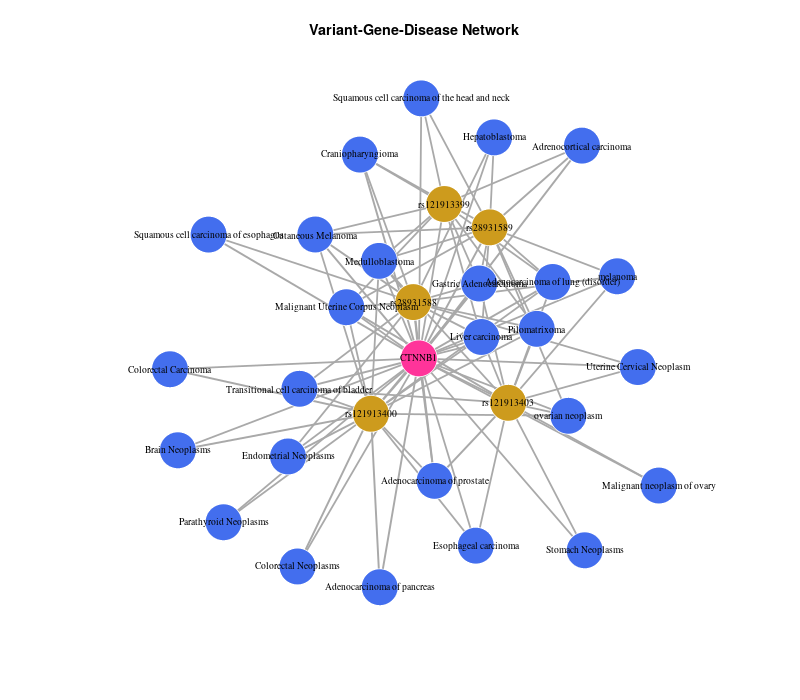 Variant-Gene-Disease Network
Squamous cell carcinoma of the head and neck
Hepatoblastoma
Adrenocortical carcinoma
Craniopharyngioma
rs121913399
rs28931589
Squamous cell carcinoma of esophagus
Cutaneous Melanoma
Medulloblastoma
melanoma
Gastric Adenocarcinoma
Adenocarcinoma of lung (disorder)
rs28931588
Malignant Uterine Corpus Neoplasm
Pilomatrixoma
Liver carcinoma
CTNNB1
Uterine Cervical Neoplasm
Colorectal Carcinoma
Transitional cell carcinoma of bladder
rs121913403
rs121913400
ovarian neoplasm
Brain Neoplasms
Endometrial Neoplasms
Adenocarcinoma of prostate
Malignant neoplasm of ovary
Parathyroid Neoplasms
Esophageal carcinoma
Stomach Neoplasms
Colorectal Neoplasms
Adenocarcinoma of pancreas